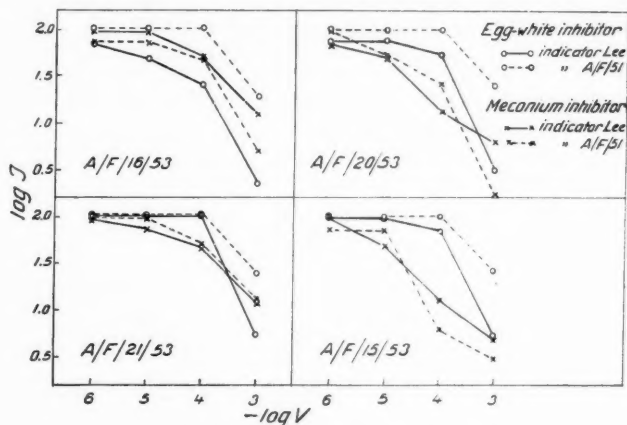 2.0
1.5
1.0
0.5
log J
A/F/16/53
A/F/20/53
Egg-white inhibitor
indicator Lee
" A/F/51
Meconium inhibitor
indicator Lee
" A/F/51
2.0
1.5
1.0
0.5
A/F/21/53
A/F/15/53
6 5 4 3 6 5 4 3
-log V